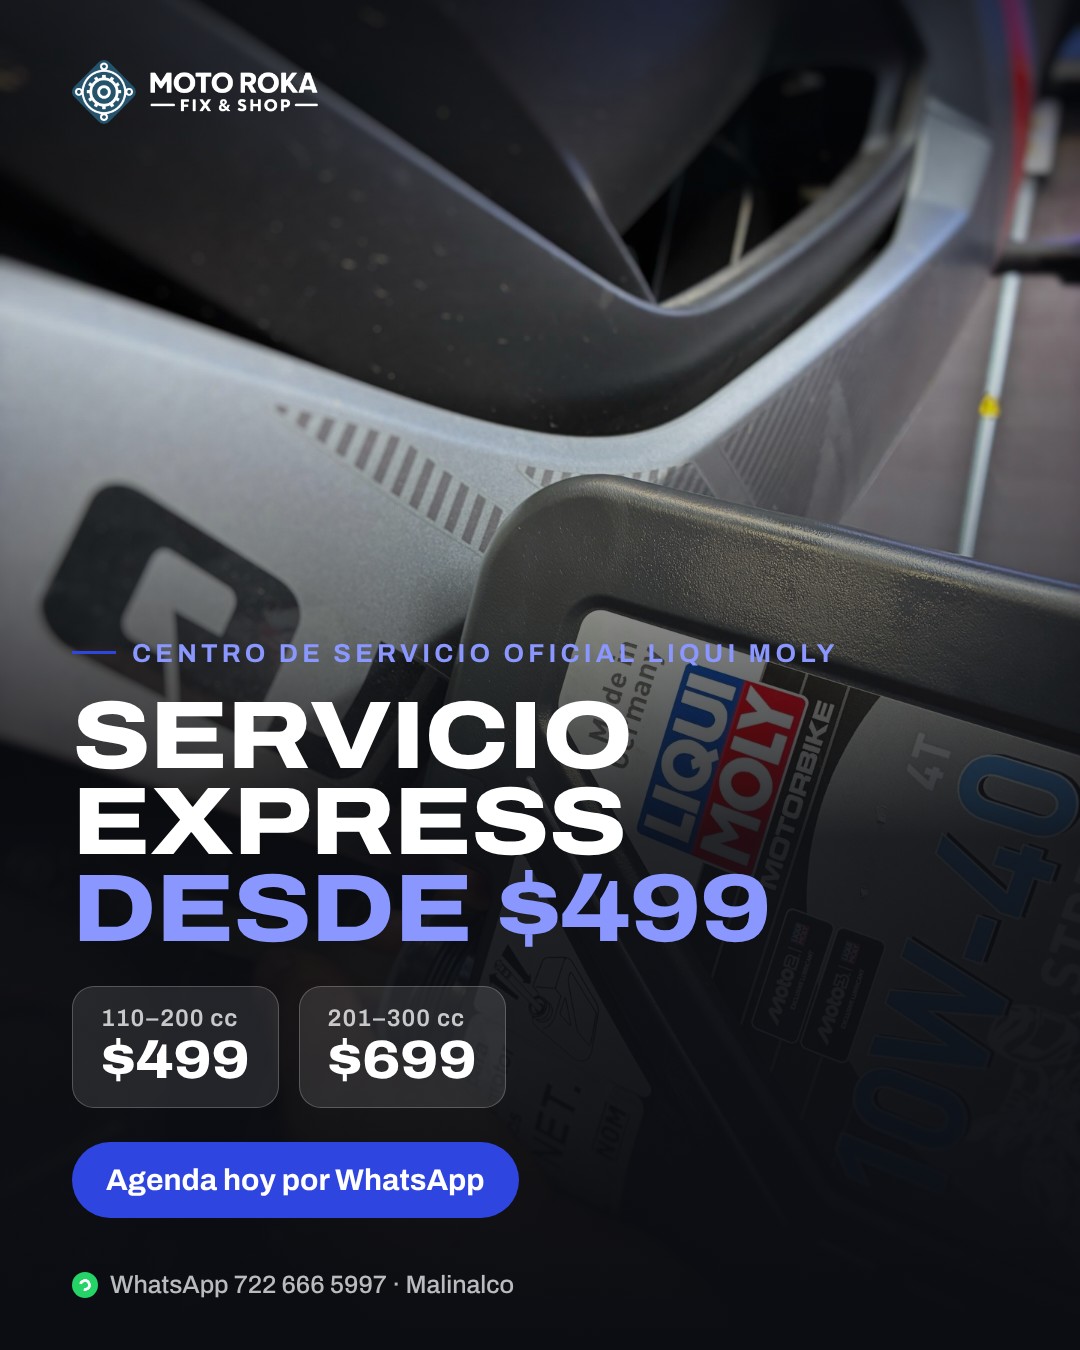 MOTO ROKA
FIX & SHOP
CENTRO DE SERVICIO OFICIAL LIQUI MOLY
SERVICIO
EXPRESS
DESDE $499
110–200 cc
$499
201–300 cc
$699
Agenda hoy por WhatsApp
WhatsApp 722 666 5997 · Malinalco
Made in
Germany
LIQUI
MOLY
MOTORBIKE
4T
10W-40
NOM